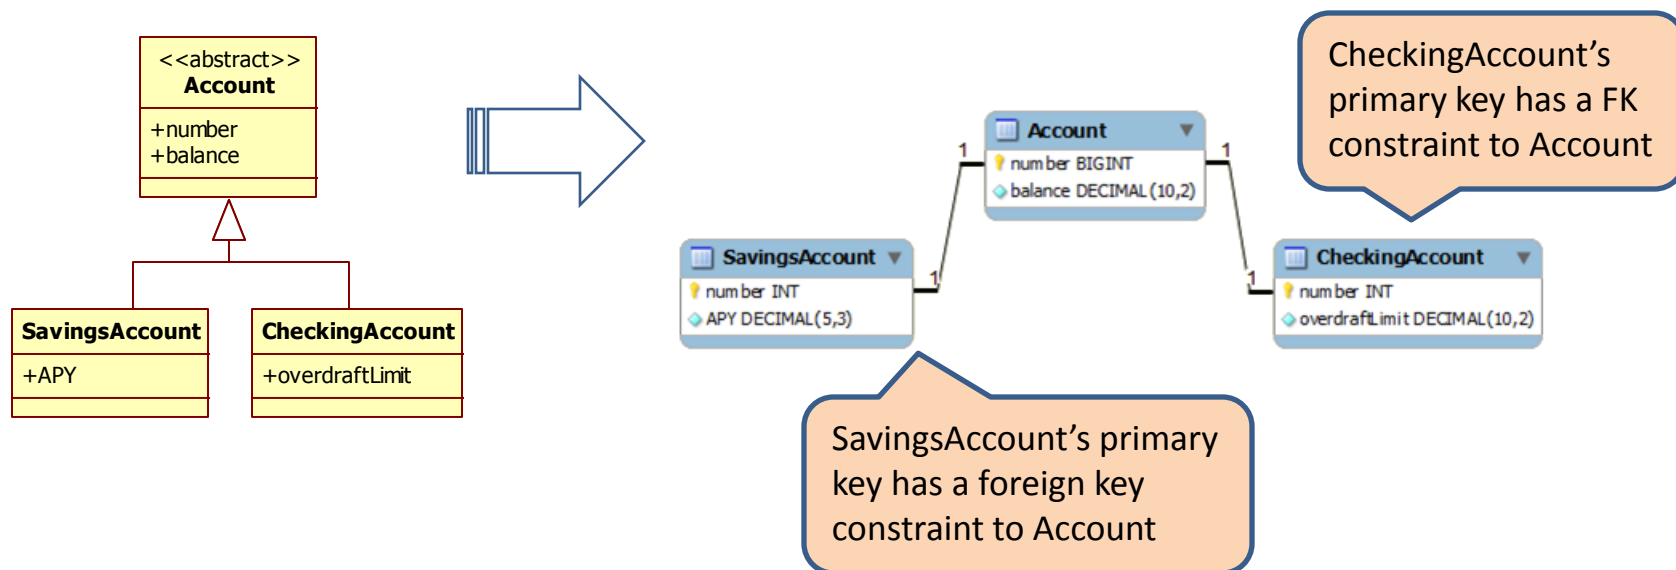 <<abstract>>
Account
+number
+balance
SavingsAccount
+APY
CheckingAccount
+overdraftLimit
Account
number BIGINT
balance DECIMAL(10,2)
1
1
SavingsAccount
number INT
APY DECIMAL(5,3)
1
1
CheckingAccount
number INT
overdraftLimit DECIMAL(10,2)
CheckingAccount’s
primary key has a FK
constraint to Account
SavingsAccount’s primary
key has a foreign key
constraint to Account